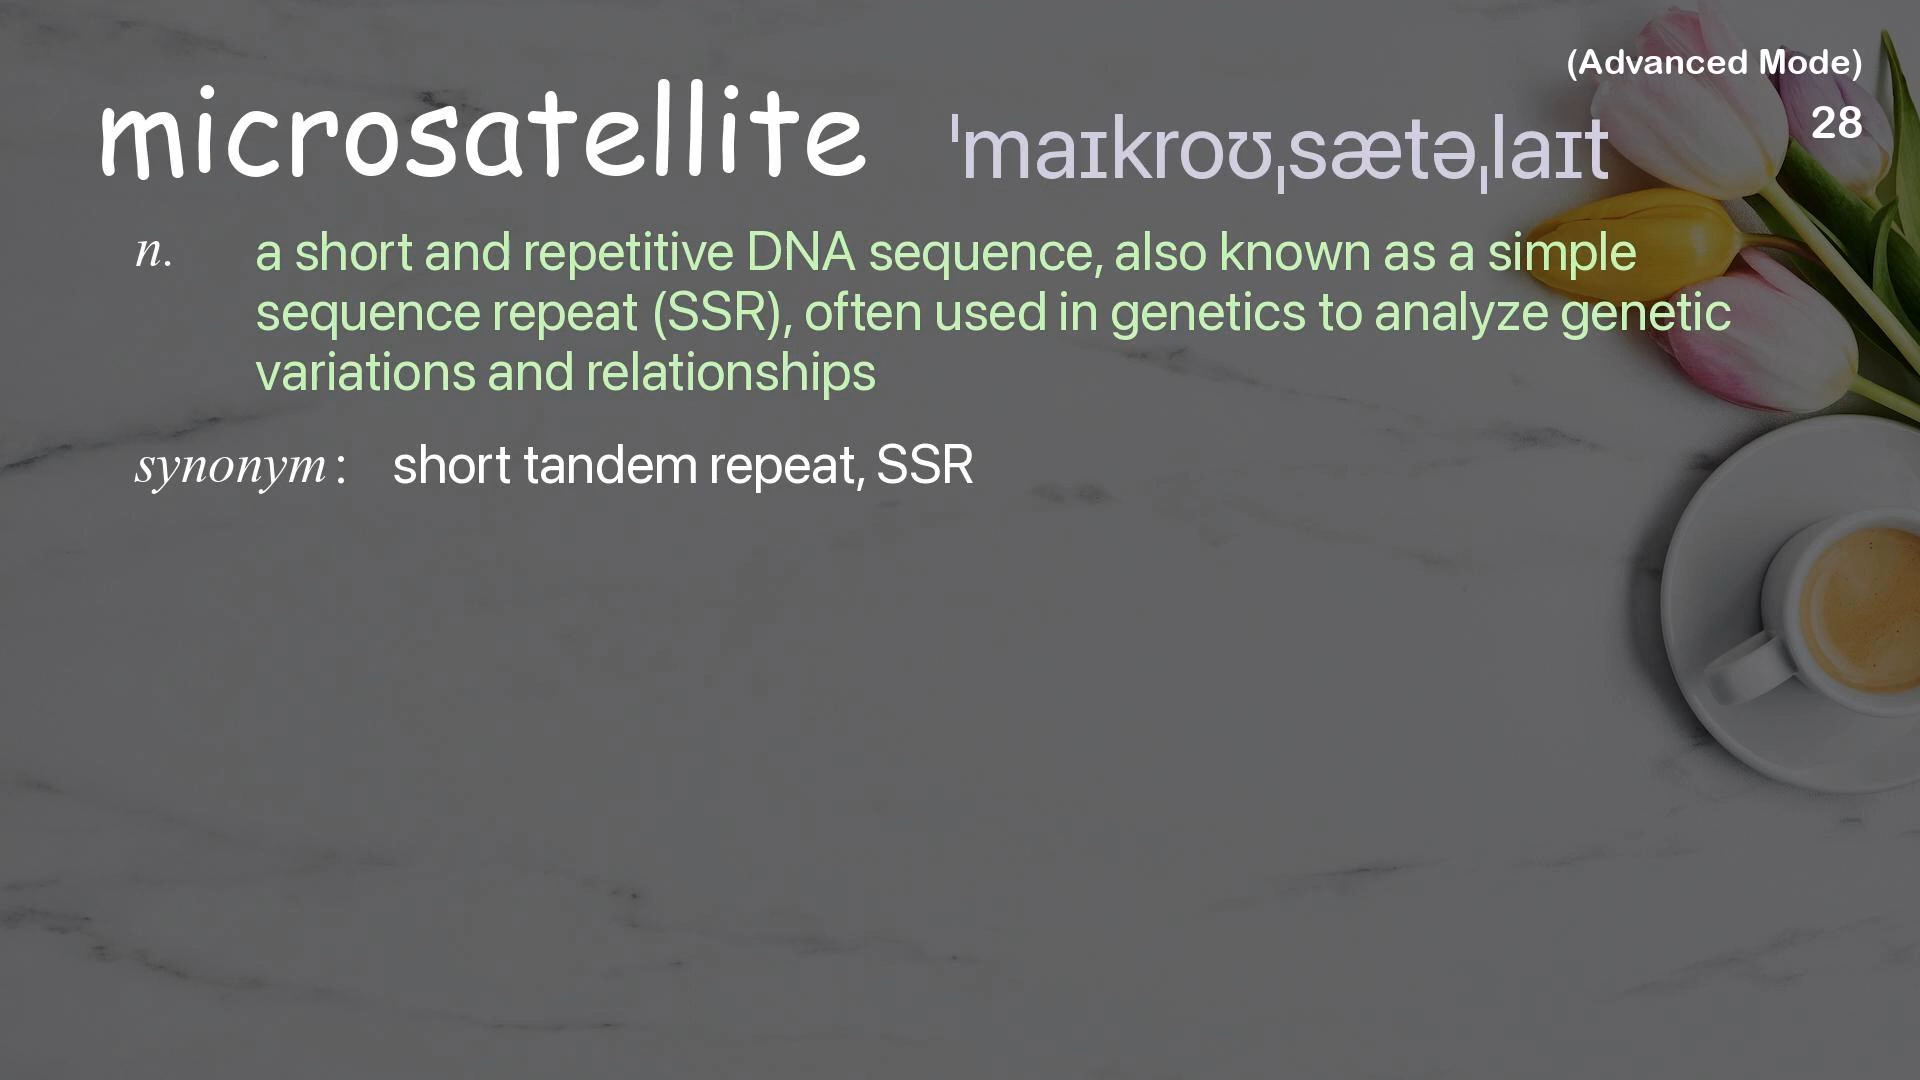 (Advanced Mode)
28
microsatellite ˈmaɪkroʊˌsætəˌlaɪt
n. a short and repetitive DNA sequence, also known as a simple
sequence repeat (SSR), often used in genetics to analyze genetic
variations and relationships
synonym : short tandem repeat, SSR